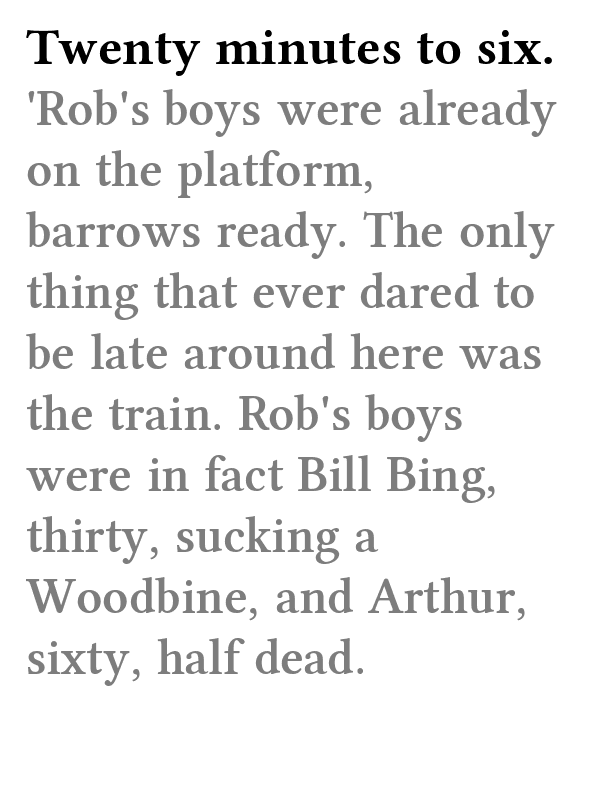 Twenty minutes to six.
'Rob's boys were already
on the platform,
barrows ready. The only
thing that ever dared to
be late around here was
the train. Rob's boys
were in fact Bill Bing,
thirty, sucking a
Woodbine, and Arthur,
sixty, half dead.